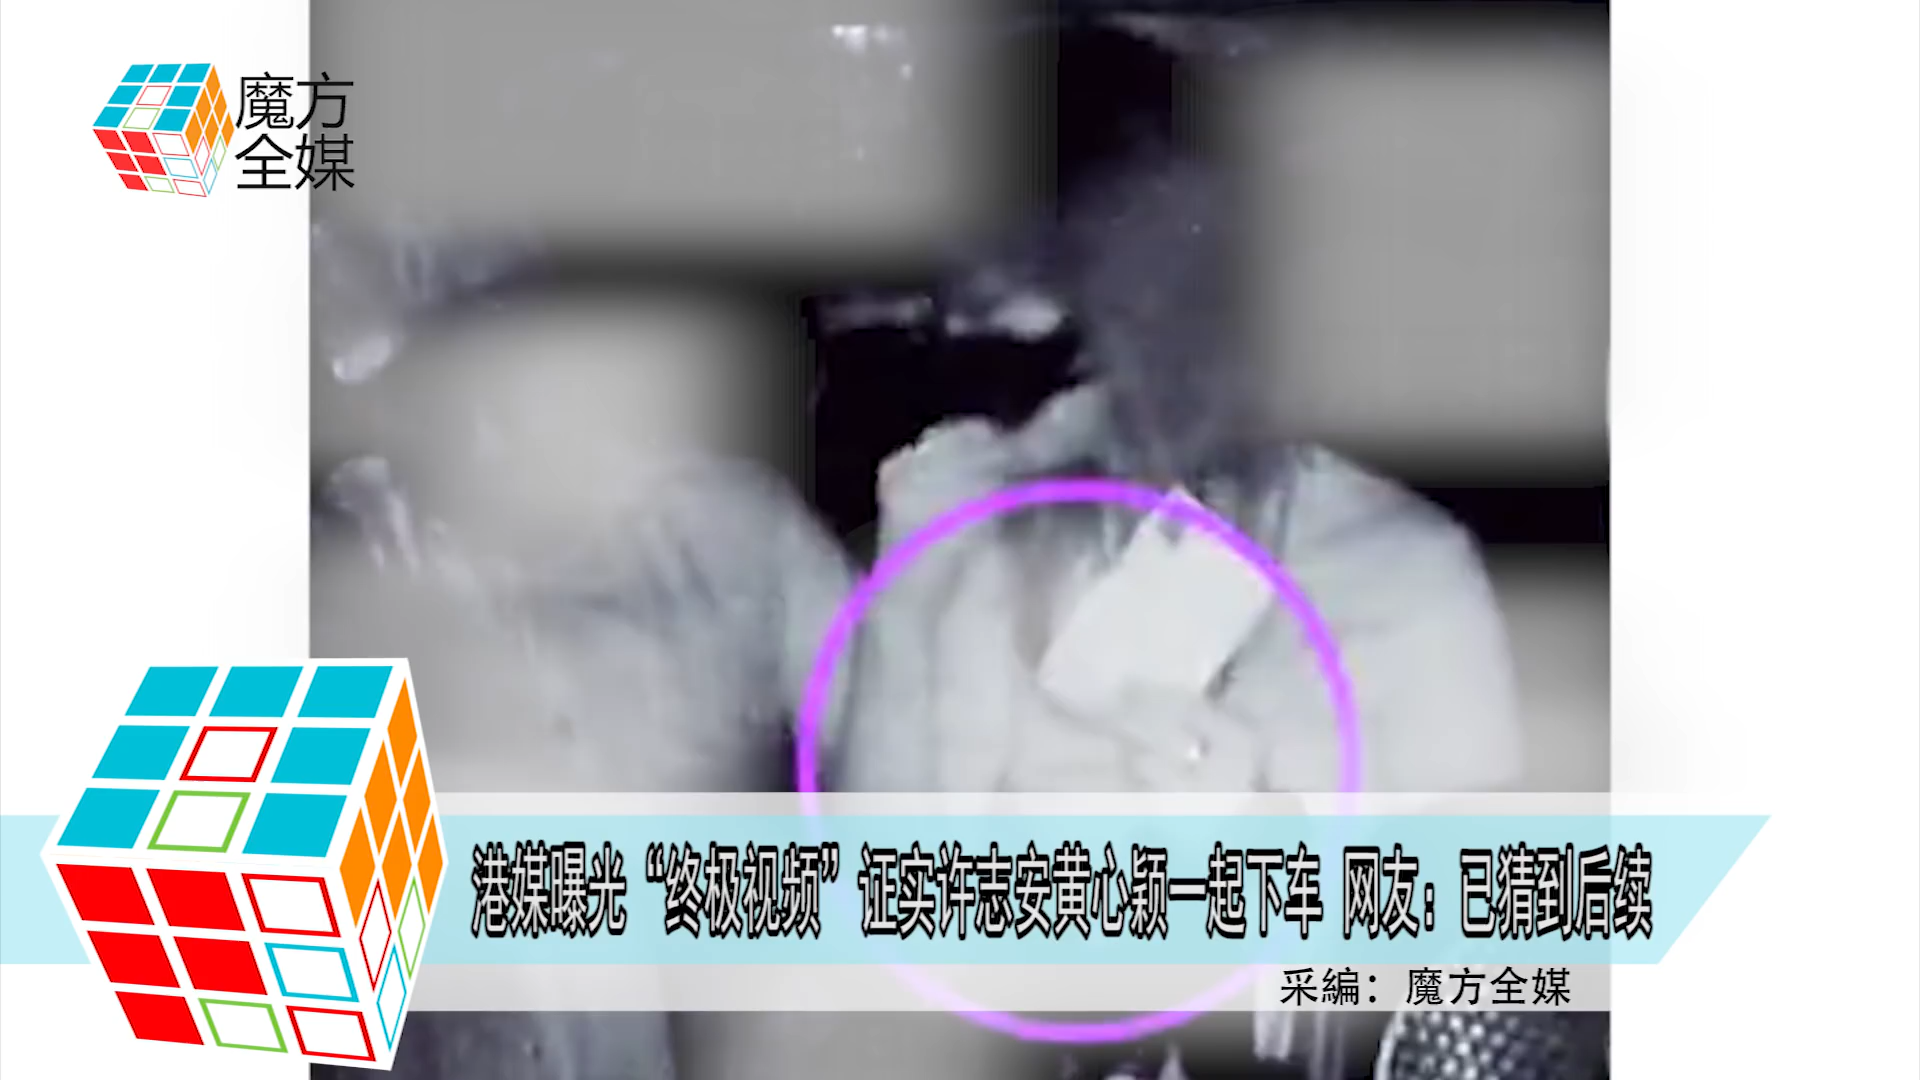 魔方
全媒
港媒曝光“终极视频”证实许志安黄心颖一起下车 网友：已猜到后续
采编：魔方全媒